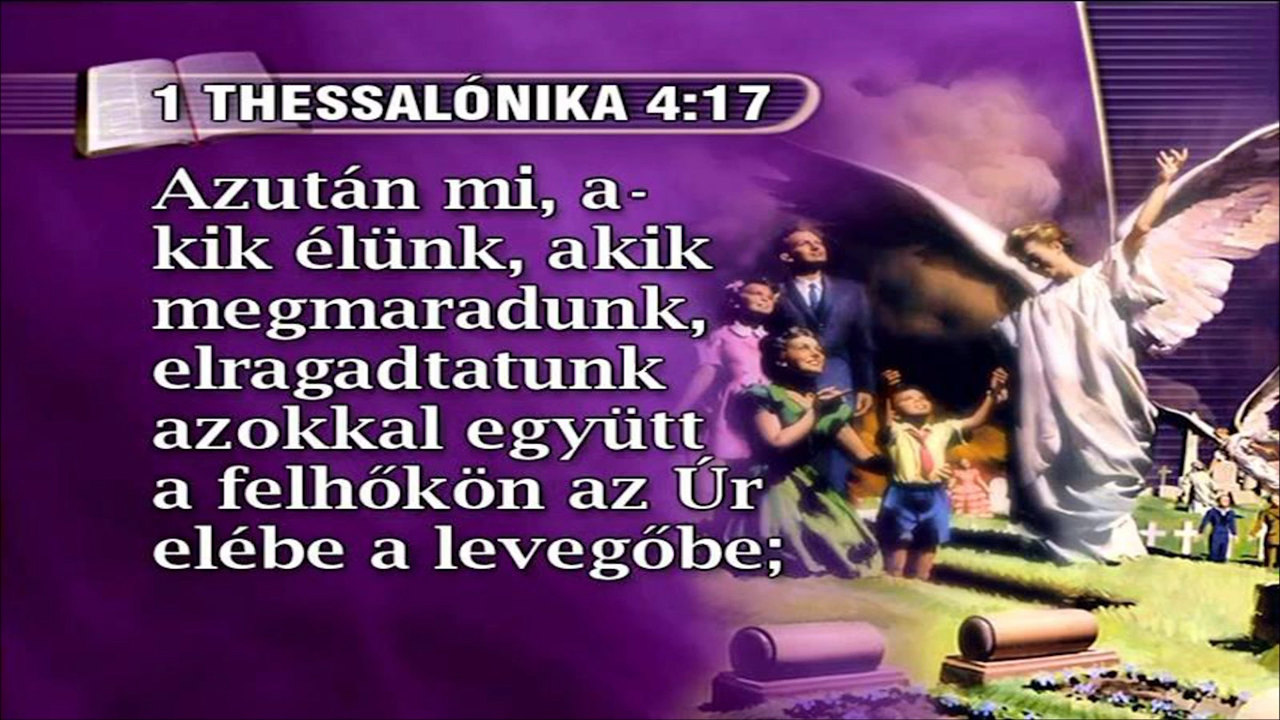 1 THESSALÓNIKA 4:17
Azután mi, a-
kik élünk, akik
megmaradunk,
elragadtatunk
azokkal együtt
a felhőkön az Úr
elébe a levegőbe;